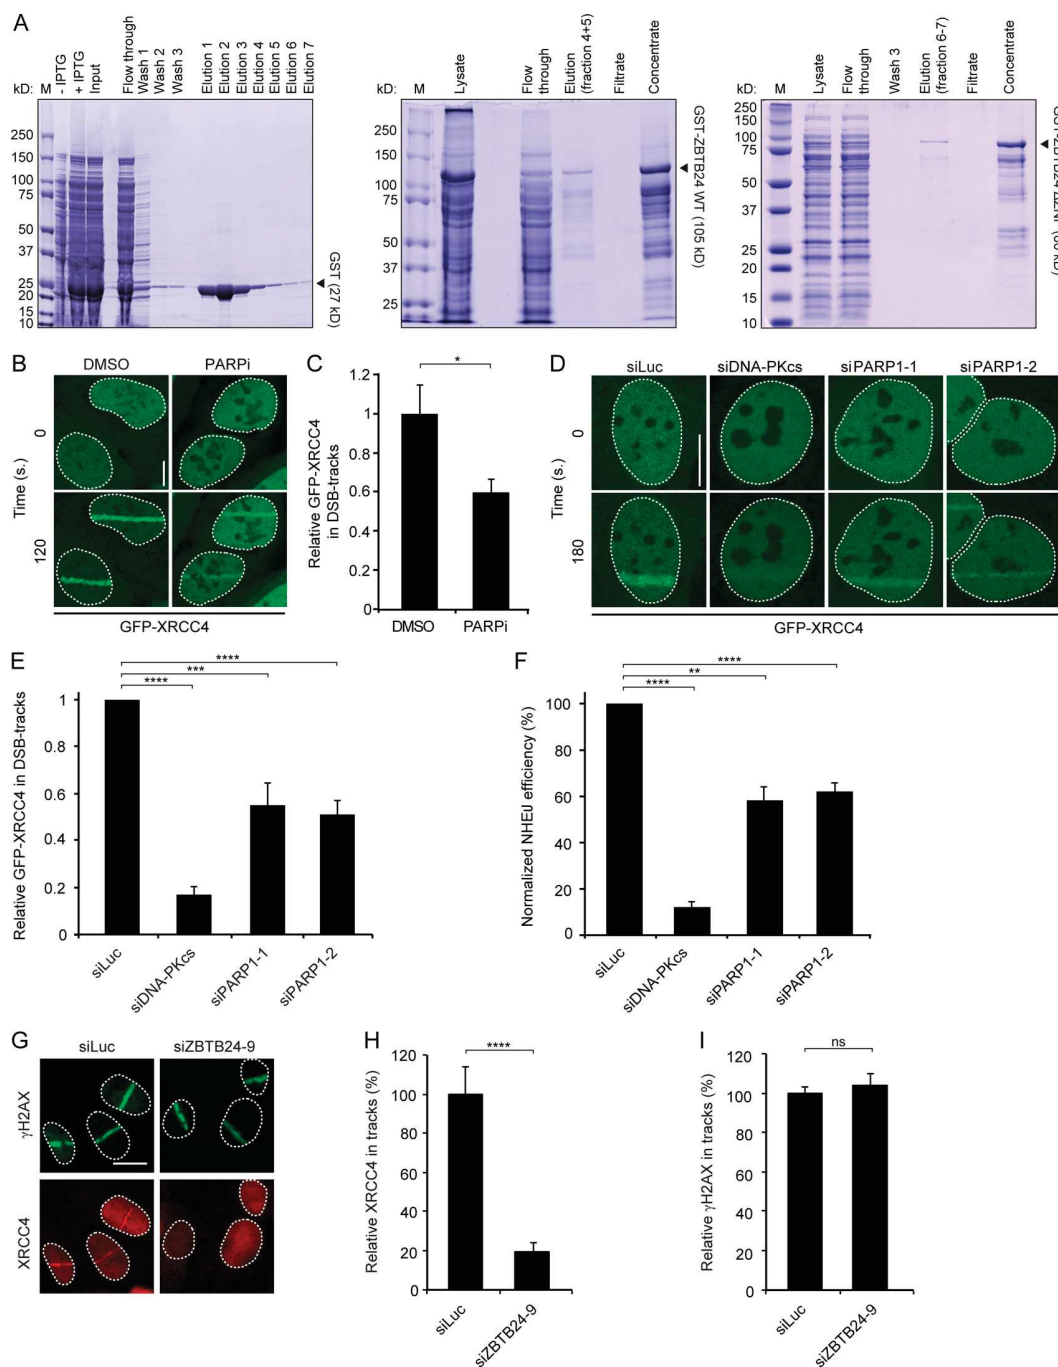 A
kD:
M
- IPTG
+ IPTG
Input
Flow through
Wash 1
Wash 2
Wash 3
Elution 1
Elution 2
Elution 3
Elution 4
Elution 5
Elution 6
Elution 7
250
150
100
75
50
37
25
20
15
10
GST (27 kD)
kD:
M
Lysate
Flow
through
Elution
(fraction 4+5)
Filtrate
Concentrate
250
150
100
75
50
37
25
GST-ZBTB24 WT (105 kD)
kD:
M
Lysate
Flow
through
Wash 3
Elution
(fraction 6-7)
Filtrate
Concentrate
250
150
100
75
50
37
25
20
15
10
B
DMSO
PARPi
Time (s.)
0
120
GFP-XRCC4
C
*
Relative GFP-XRCC4
in DSB-tracks
1.2
1
0.8
0.6
0.4
0.2
0
DMSO
PARPi
D
siLuc
siDNA-PKcs
siPARP1-1
siPARP1-2
Time (s.)
0
180
GFP-XRCC4
E
****
***
****
Relative GFP-XRCC4 in DSB-tracks
1
0.8
0.6
0.4
0.2
0
siLuc
siDNA-PKcs
siPARP1-1
siPARP1-2
F
****
**
****
Normalized NHEJ efficiency (%)
100
80
60
40
20
0
siLuc
siDNA-PKcs
siPARP1-1
siPARP1-2
G
siLuc
siZBTB24-9
γH2AX
XRCC4
H
****
Relative XRCC4 in tracks (%)
120
100
80
60
40
20
0
siLuc
siZBTB24-9
I
ns
Relative γH2AX in tracks (%)
120
100
80
60
40
20
0
siLuc
siZBTB24-9